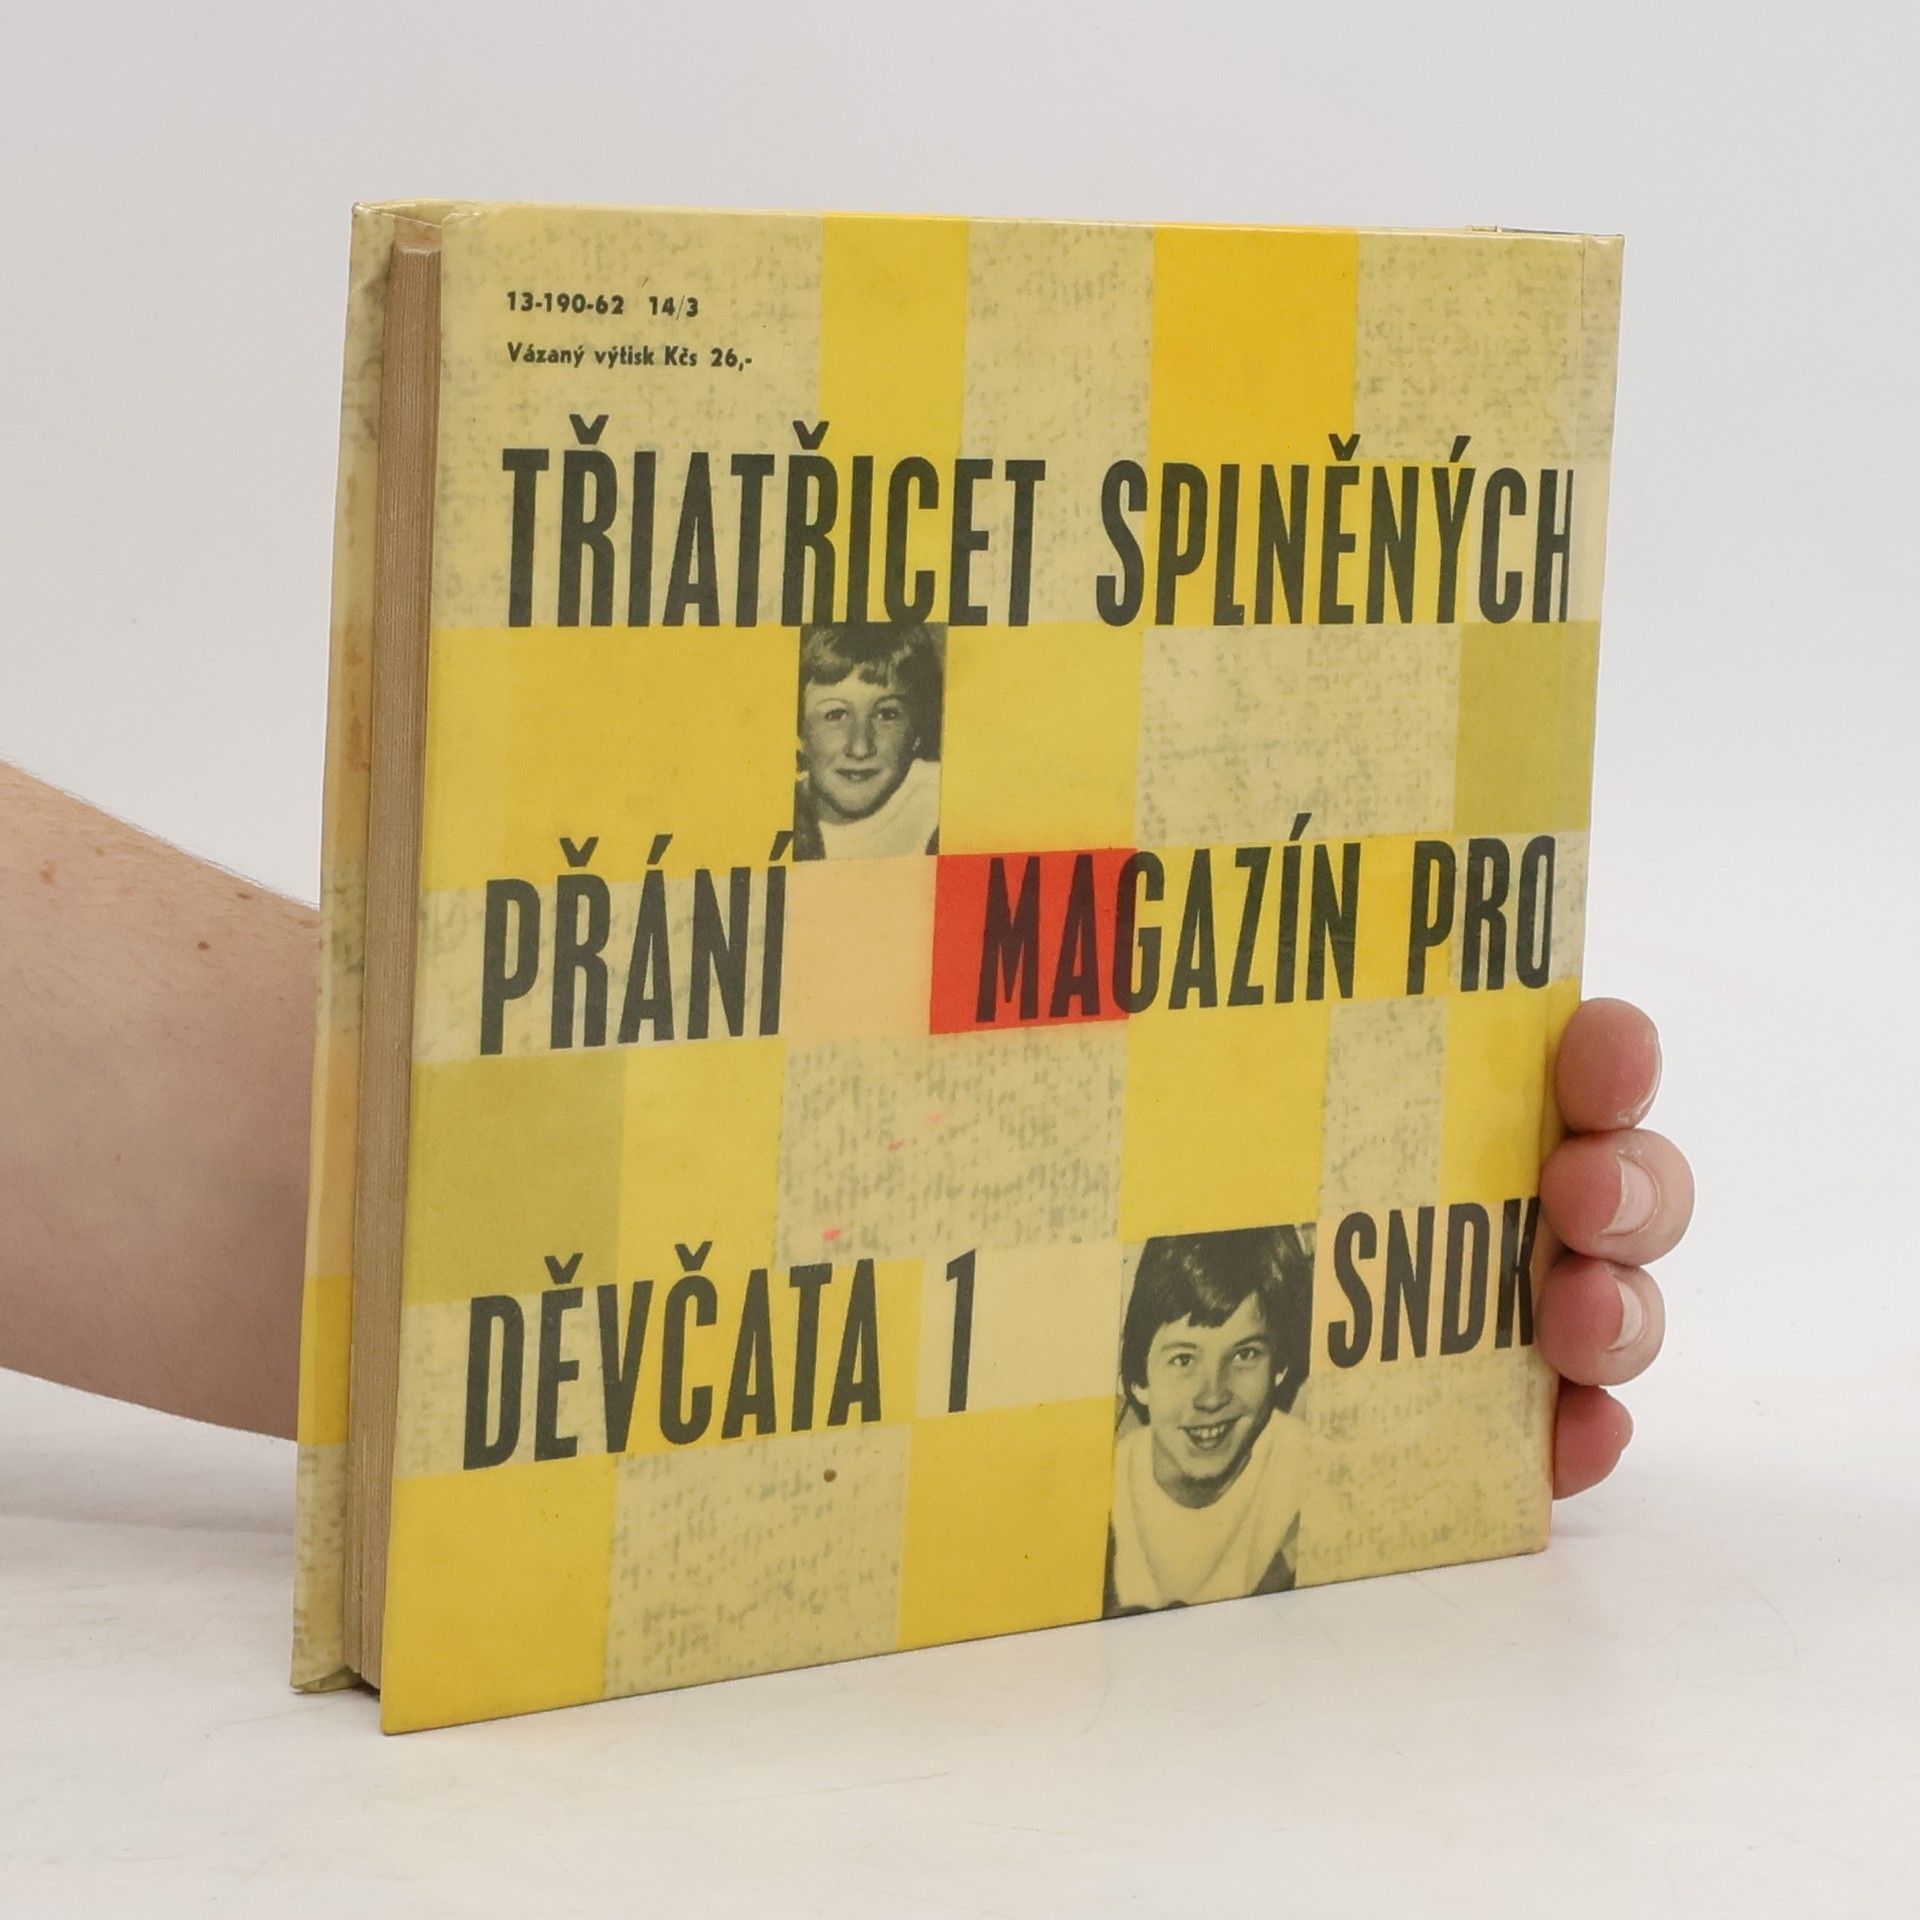 13-190-62 14/3
Vázaný výtisk Kčs 26,-
TŘIATŘICET SPLNĚNÝCH
PŘÁNÍ MAGAZÍN PRO
DĚVČATA 1 SNDK